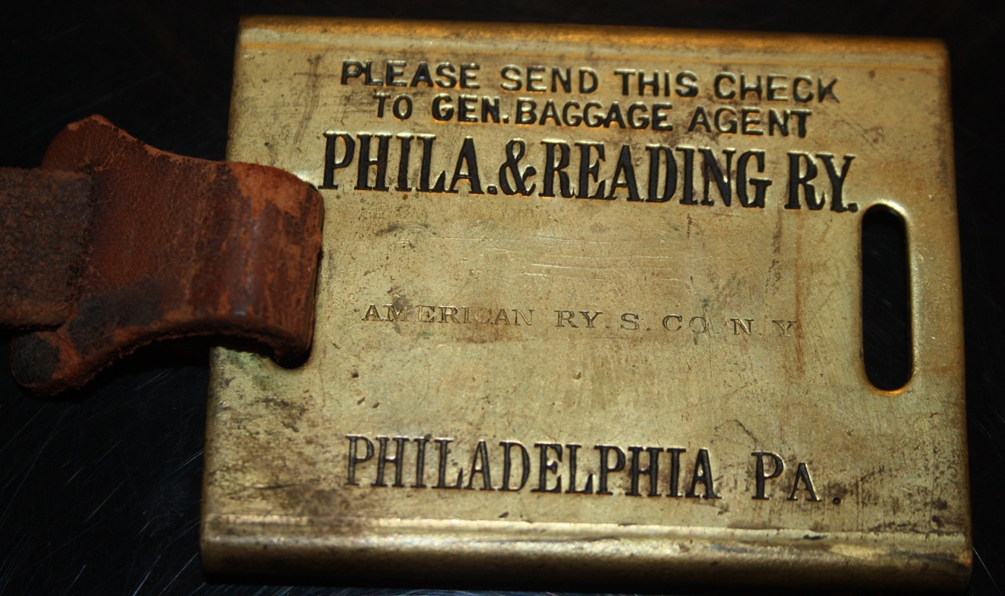 PLEASE SEND THIS CHECK
TO GEN. BAGGAGE AGENT
PHILA. & READING RY.
AMERICAN RY. S. CO. N. Y.
PHILADELPHIA PA.